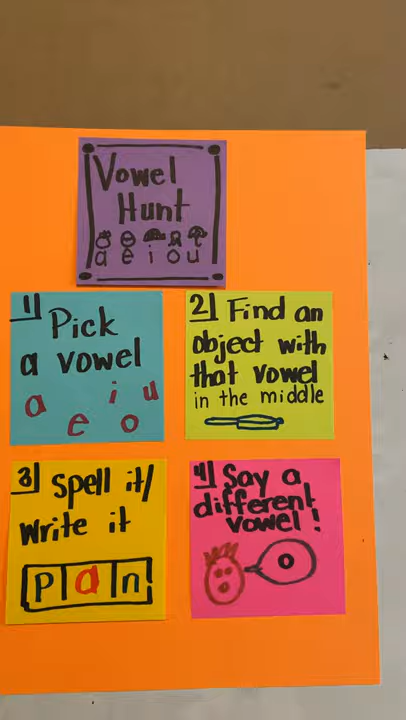 Vowel
Hunt
a e i o u
1) Pick
a vowel
a e i o u
2) Find an
object with
that vowel
in the middle
3) Spell it/
Write it
p a n
4) Say a
different
vowel!
o